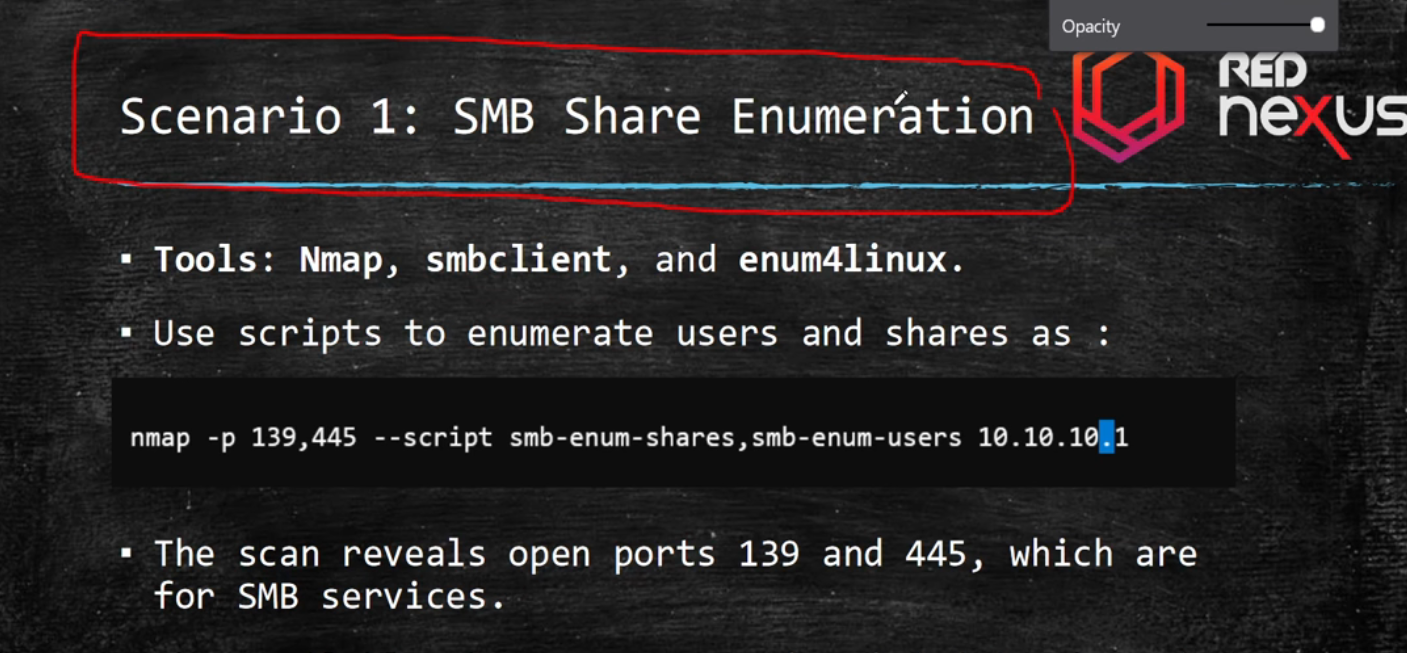 Opacity
RED
nexus
Scenario 1: SMB Share Enumeration
▪ Tools: Nmap, smbclient, and enum4linux.
▪ Use scripts to enumerate users and shares as :
nmap -p 139,445 --script smb-enum-shares,smb-enum-users 10.10.10.1
▪ The scan reveals open ports 139 and 445, which are
for SMB services.